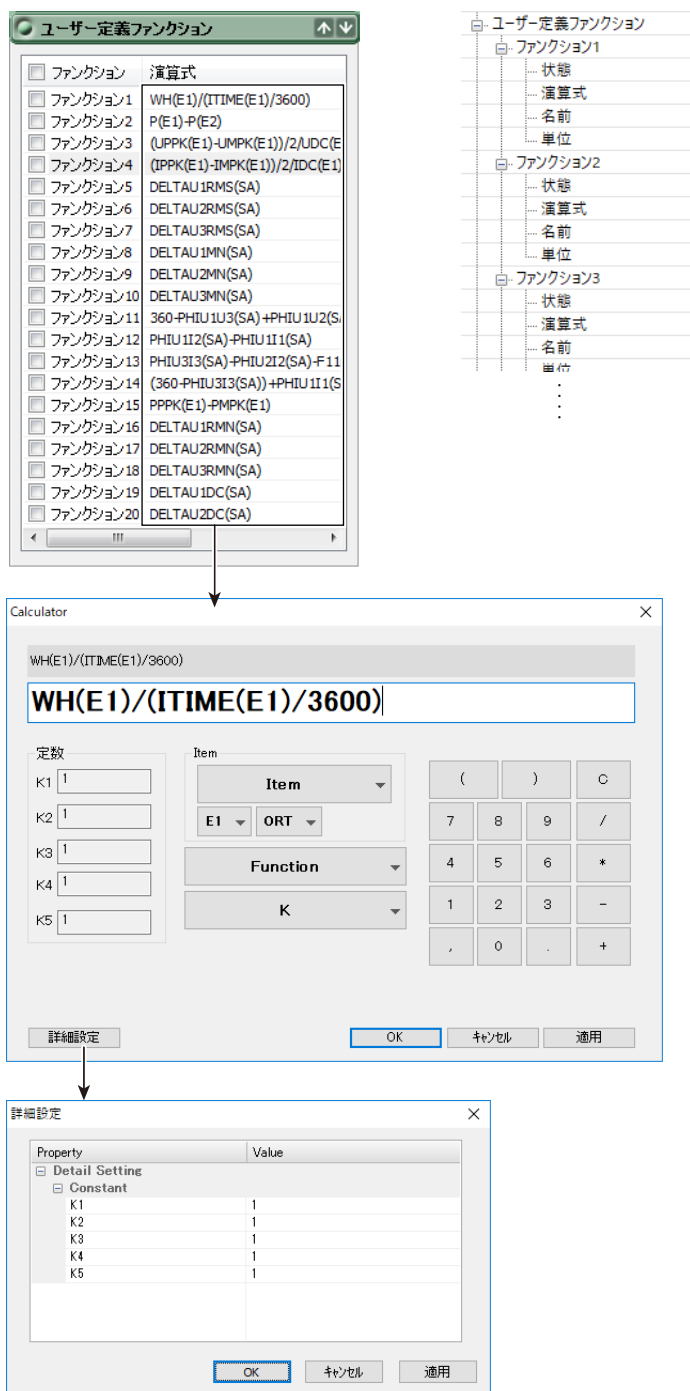 ユーザー定義ファンクション
ファンクション 演算式
ファンクション1 WH(E1)/(ITIME(E1)/3600)
ファンクション2 P(E1)-P(E2)
ファンクション3 (UPPK(E1)-UMPK(E1))/2/UDC(E
ファンクション4 (IPPK(E1)-IMPK(E1))/2/IDC(E1)
ファンクション5 DELTAU1RMS(SA)
ファンクション6 DELTAU2RMS(SA)
ファンクション7 DELTAU3RMS(SA)
ファンクション8 DELTAU1MN(SA)
ファンクション9 DELTAU2MN(SA)
ファンクション10 DELTAU3MN(SA)
ファンクション11 360-PHIU1U3(SA)+PHIU1U2(S
ファンクション12 PHIU1I2(SA)-PHIU1I1(SA)
ファンクション13 PHIU3I3(SA)-PHIU2I2(SA)-F11
ファンクション14 (360-PHIU3I3(SA))+PHIU1I1(S
ファンクション15 PPPK(E1)-PMPK(E1)
ファンクション16 DELTAU1RMN(SA)
ファンクション17 DELTAU2RMN(SA)
ファンクション18 DELTAU3RMN(SA)
ファンクション19 DELTAU1DC(SA)
ファンクション20 DELTAU2DC(SA)
ユーザー定義ファンクション
ファンクション1
状態
演算式
名前
単位
ファンクション2
状態
演算式
名前
単位
ファンクション3
状態
演算式
名前
単位
Calculator
WH(E1)/(ITIME(E1)/3600)
WH(E1)/(ITIME(E1)/3600)
定数
K1 1
K2 1
K3 1
K4 1
K5 1
Item
Item
E1 ORT
Function
K
( ) C
7 8 9 /
4 5 6 *
1 2 3 -
, 0 . +
詳細設定 OK キャンセル 適用
詳細設定
Property Value
Detail Setting
Constant
K1 1
K2 1
K3 1
K4 1
K5 1
OK キャンセル 適用